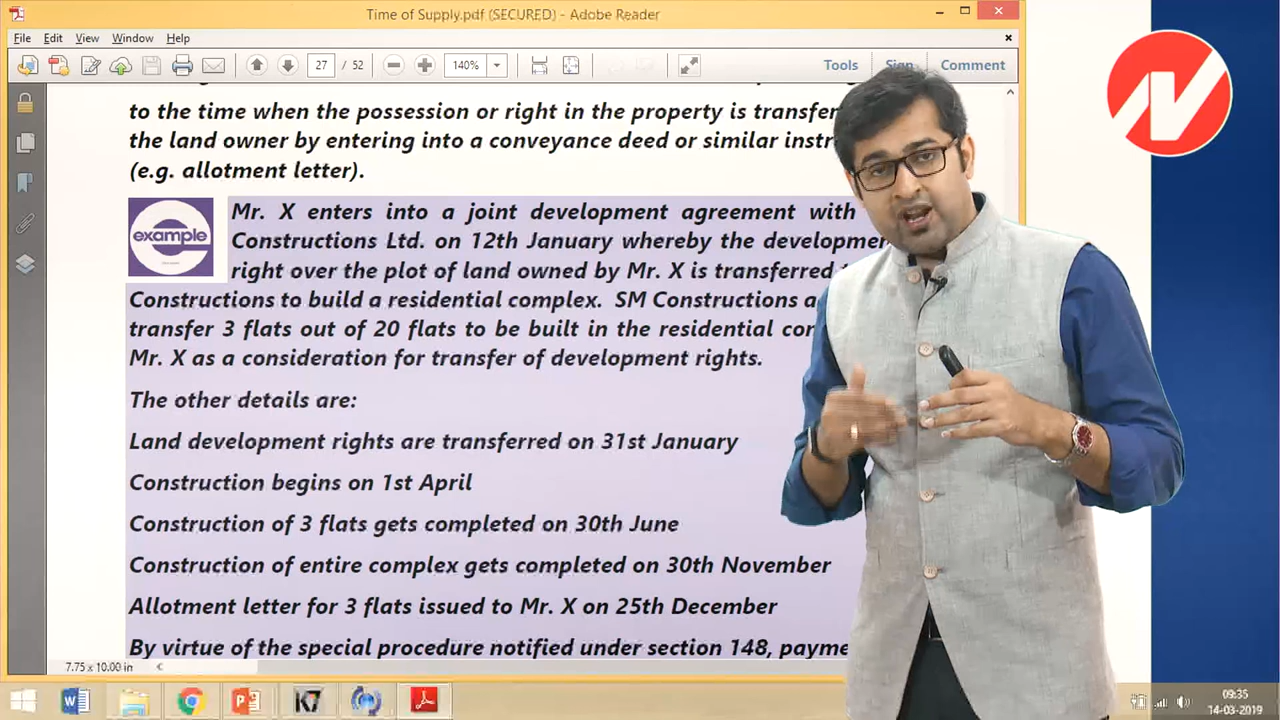 Time of Supply.pdf (SECURED) - Adobe Reader
File Edit View Window Help
27 / 52 140% Tools Sign Comment
to the time when the possession or right in the property is transfer
the land owner by entering into a conveyance deed or similar instr
(e.g. allotment letter).
example
Mr. X enters into a joint development agreement with
Constructions Ltd. on 12th January whereby the developmen
right over the plot of land owned by Mr. X is transferred
Constructions to build a residential complex. SM Constructions a
transfer 3 flats out of 20 flats to be built in the residential co
Mr. X as a consideration for transfer of development rights.
The other details are:
Land development rights are transferred on 31st January
Construction begins on 1st April
Construction of 3 flats gets completed on 30th June
Construction of entire complex gets completed on 30th November
Allotment letter for 3 flats issued to Mr. X on 25th December
By virtue of the special procedure notified under section 148, payme
7.75 x 10.00 in
09:35
14-03-2019